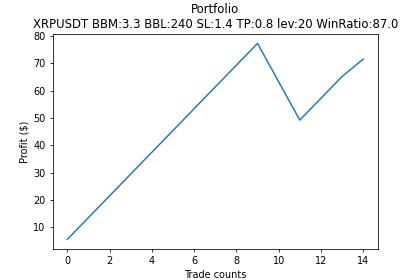 Portfolio
XRPUSDT BBM:3.3 BBL:240 SL:1.4 TP:0.8 lev:20 WinRatio:87.0
80
70
60
50
40
30
20
10
Profit ($)
0 2 4 6 8 10 12 14
Trade counts